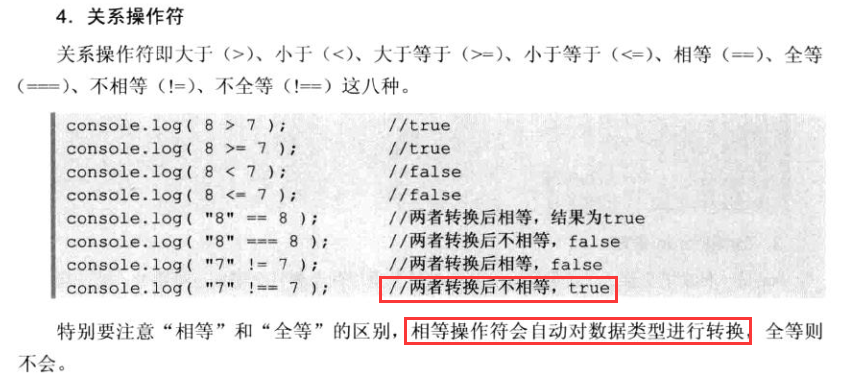 4. 关系操作符
关系操作符即大于（>）、小于（<）、大于等于（>=）、小于等于（<=）、相等（==）、全等
（===）、不相等（!=）、不全等（!==）这八种。
console.log( 8 > 7 ); //true
console.log( 8 >= 7 ); //true
console.log( 8 < 7 ); //false
console.log( 8 <= 7 ); //false
console.log( "8" == 8 ); //两者转换后相等，结果为true
console.log( "8" === 8 ); //两者转换后不相等，false
console.log( "7" != 7 ); //两者转换后相等，false
console.log( "7" !== 7 ); //两者转换后不相等，true
特别要注意“相等”和“全等”的区别，相等操作符会自动对数据类型进行转换，全等则
不会。